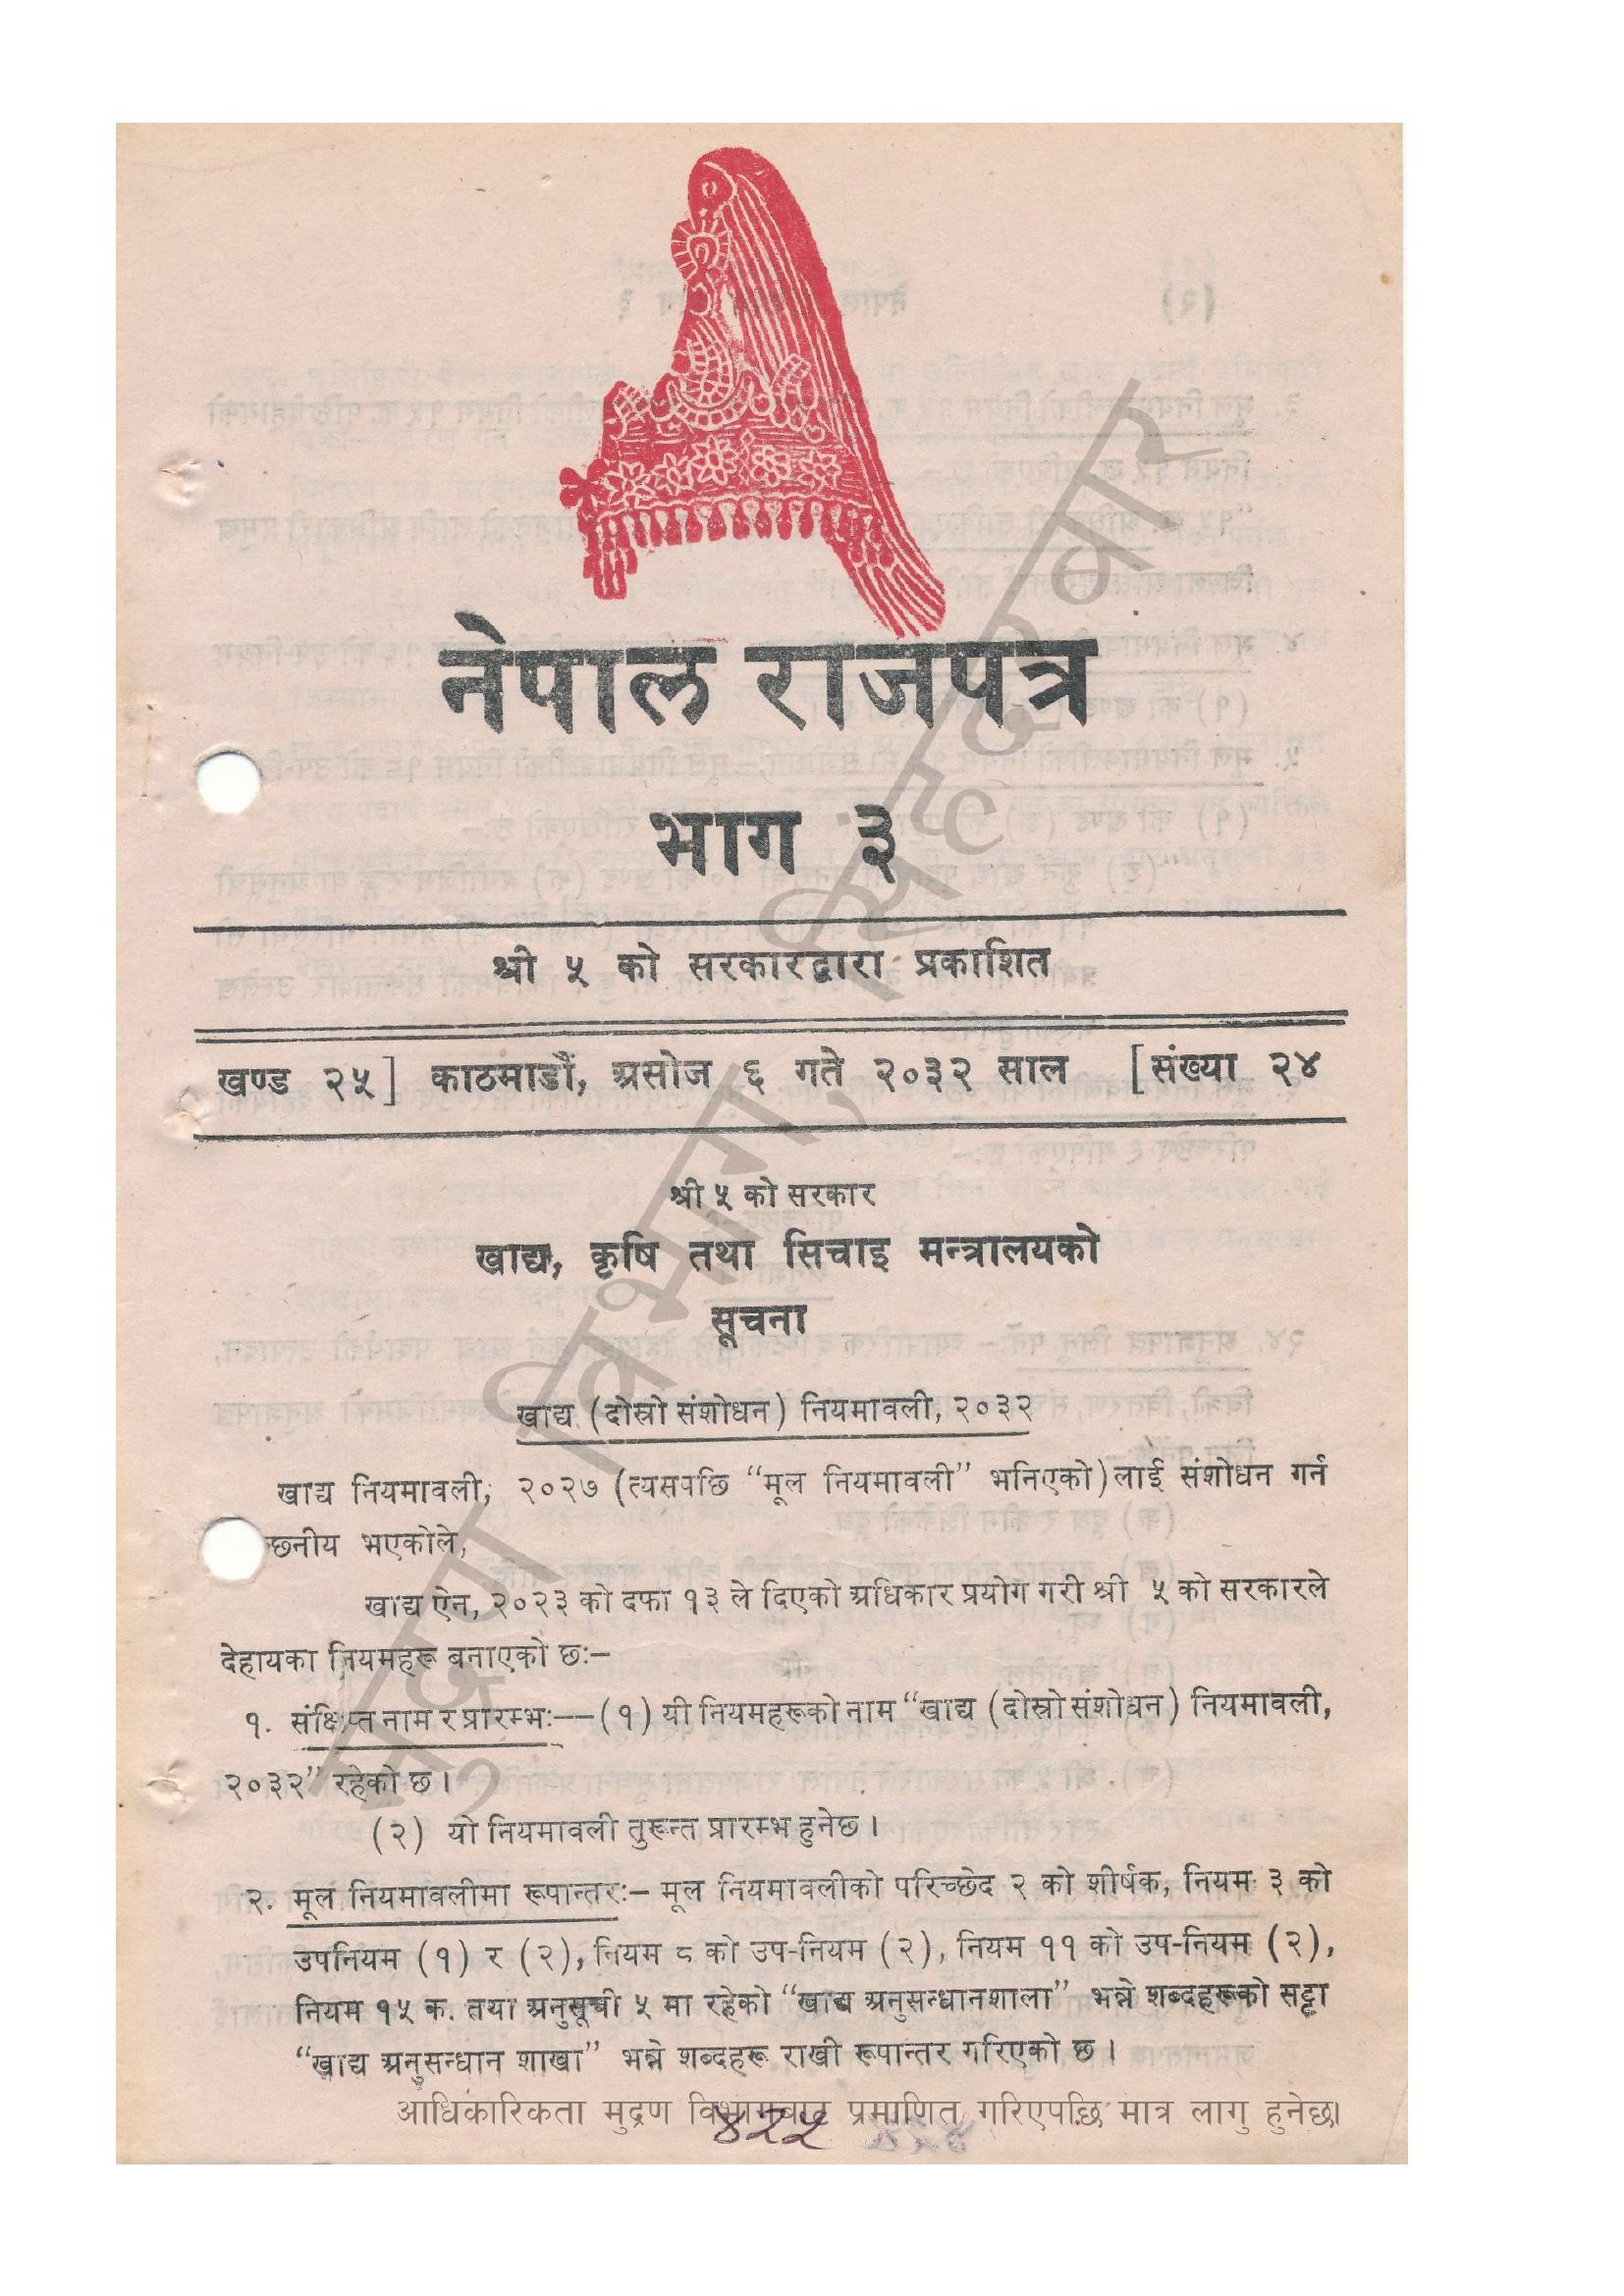 नेपाल राजपत्र
भाग ३
श्री ५ को सरकारद्वारा प्रकाशित
खण्ड २५] काठमाडौं, असोज ६ गते २०३२ साल [संख्या २४
श्री ५ को सरकार
खाद्य, कृषि तथा सिचाइ मन्त्रालयको
सूचना
खाद्य (दोस्रो संशोधन) नियमावली, २०३२
खाद्य नियमावली, २०२७ (त्यसपछि “मूल नियमावली” भनिएको) लाई संशोधन गर्न
छनीय भएकोले,
खाद्य ऐन, २०२३ को दफा १३ ले दिएको अधिकार प्रयोग गरी श्री ५ को सरकारले
देहायका नियमहरू बनाएको छः–
१. संक्षिप्त नाम र प्रारम्भः––(१) यी नियमहरूको नाम “खाद्य (दोस्रो संशोधन) नियमावली,
२०३२” रहेको छ।
(२) यो नियमावली तुरून्त प्रारम्भ हुनेछ।
२. मूल नियमावलीमा रूपान्तरः– मूल नियमावलीको परिच्छेद २ को शीर्षक, नियम ३ को
उपनियम (१) र (२), नियम ८ को उप-नियम (२), नियम ११ को उप-नियम (२),
नियम १५ क. तथा अनुसूची ५ मा रहेको “खाद्य अनुसन्धानशाला” भन्ने शब्दहरूको सट्टा
“खाद्य अनुसन्धान शाखा” भन्ने शब्दहरू राखी रूपान्तर गरिएको छ।
आधिकारिकता मुद्रण विभागबाट प्रमाणित गरिएपछि मात्र लागु हुनेछ।
४२५
मुद्रण विभाग, सिंहदरबार